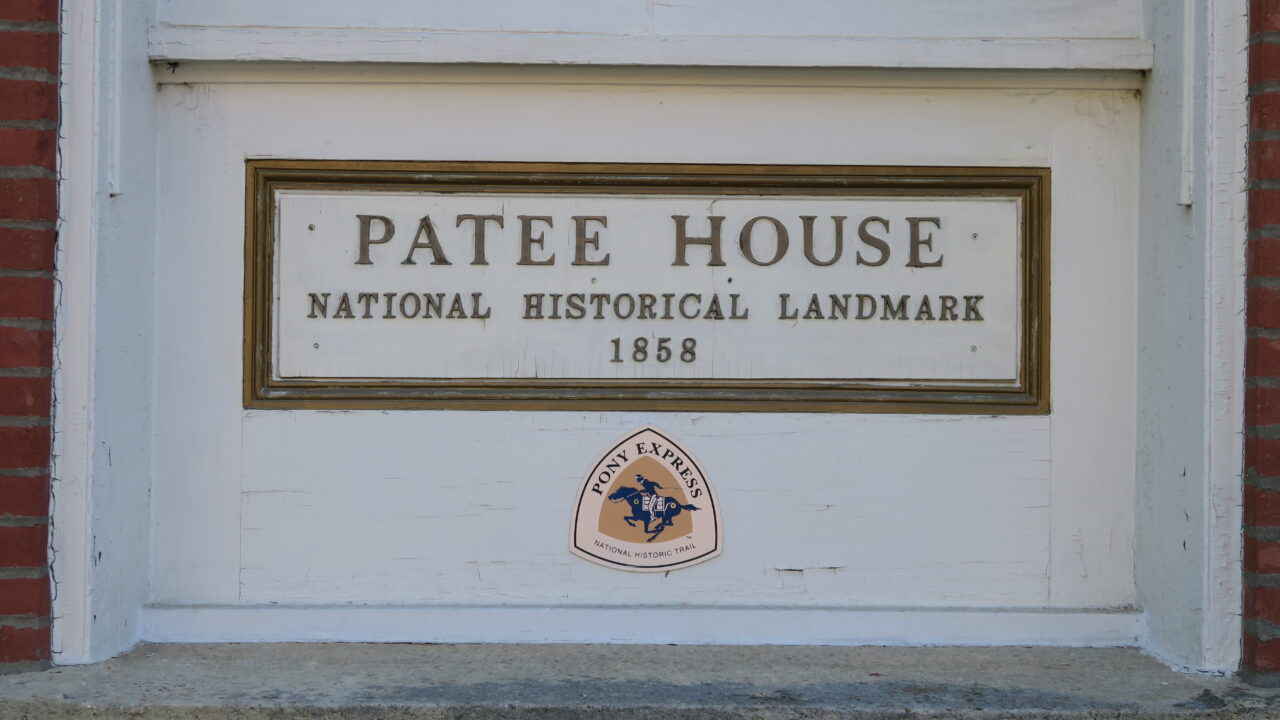 PATEE HOUSE
NATIONAL HISTORICAL LANDMARK
1858
PONY EXPRESS
NATIONAL HISTORIC TRAIL